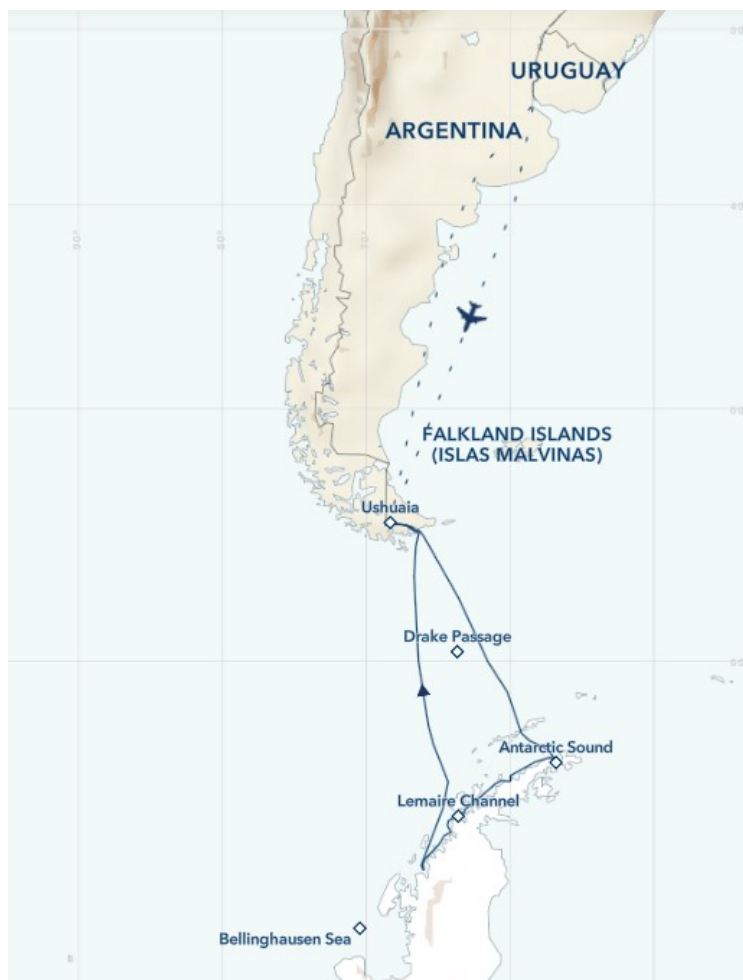 URUGUAY
ARGENTINA
FALKLAND ISLANDS
(ISLAS MALVINAS)
Ushuaia
Drake Passage
Antarctic Sound
Lemaire Channel
Bellinghausen Sea